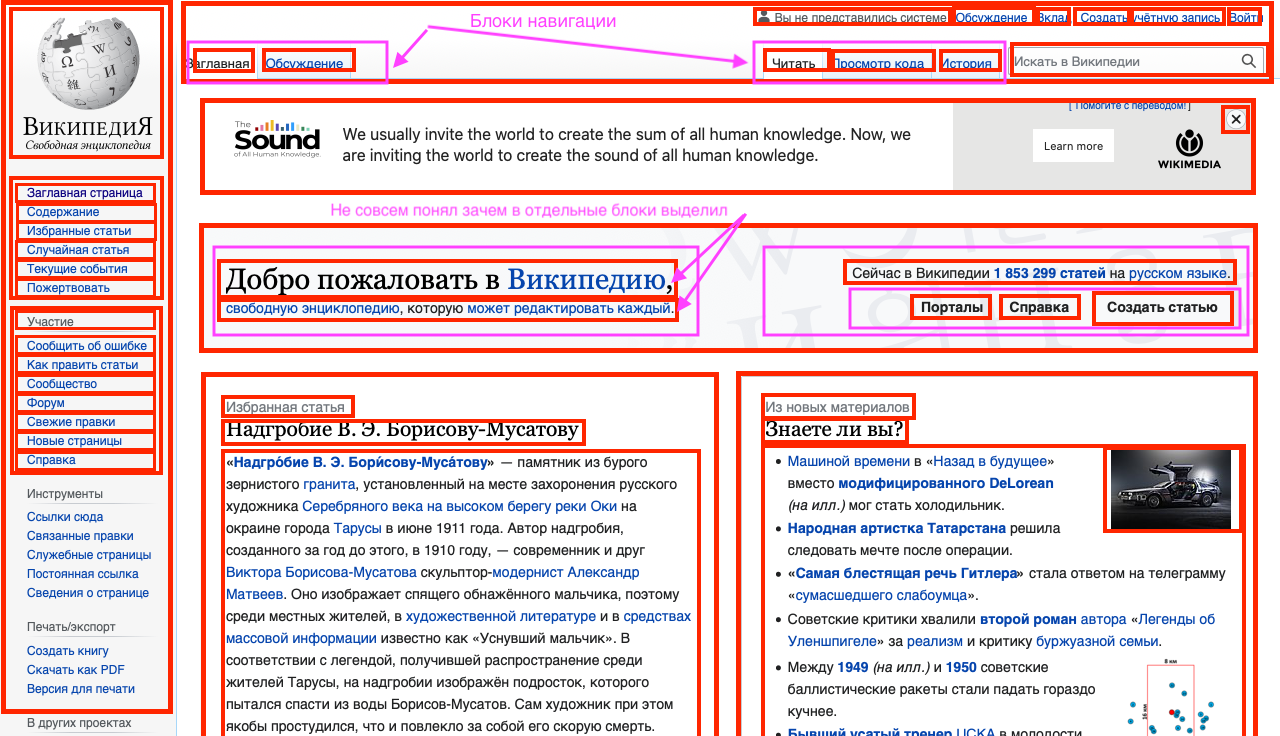 Блоки навигации
Вы не представились системе
Обсуждение
Вклад
Создать учётную запись
Войти
Заглавная
Обсуждение
Читать
Просмотр кода
История
Искать в Википедии
ВикипедиЯ
Свободная энциклопедия
The
Sound
of All Human Knowledge
We usually invite the world to create the sum of all human knowledge. Now, we
are inviting the world to create the sound of all human knowledge.
[ Помогите с переводом! ]
Learn more
WIKIMEDIA
Заглавная страница
Содержание
Избранные статьи
Случайная статья
Текущие события
Пожертвовать
Не совсем понял зачем в отдельные блоки выделил
Добро пожаловать в Википедию,
свободную энциклопедию, которую может редактировать каждый.
Сейчас в Википедии 1 853 299 статей на русском языке.
Порталы
Справка
Создать статью
Участие
Сообщить об ошибке
Как править статьи
Сообщество
Форум
Свежие правки
Новые страницы
Справка
Инструменты
Ссылки сюда
Связанные правки
Служебные страницы
Постоянная ссылка
Сведения о странице
Печать/экспорт
Создать книгу
Скачать как PDF
Версия для печати
В других проектах
Избранная статья
Надгробие В. Э. Борисову-Мусатову
«Надгро́бие В. Э. Бори́сову-Муса́тову» — памятник из бурого
зернистого гранита, установленный на месте захоронения русского
художника Серебряного века на высоком берегу реки Оки на
окраине города Тарусы в июне 1911 года. Автор надгробия,
созданного за год до этого, в 1910 году, — современник и друг
Виктора Борисова-Мусатова скульптор-модернист Александр
Матвеев. Оно изображает спящего обнажённого мальчика, поэтому
среди местных жителей, в художественной литературе и в средствах
массовой информации известно как «Уснувший мальчик». В
соответствии с легендой, получившей распространение среди
жителей Тарусы, на надгробии изображён подросток, которого
пытался спасти из воды Борисов-Мусатов. Сам художник при этом
якобы простудился, что и повлекло за собой его скорую смерть.
Из новых материалов
Знаете ли вы?
Машиной времени в «Назад в будущее»
вместо модифицированного DeLorean
(на илл.) мог стать холодильник.
Народная артистка Татарстана решила
следовать мечте после операции.
«Самая блестящая речь Гитлера» стала ответом на телеграмму
«сумасшедшего слабоумца».
Советские критики хвалили второй роман автора «Легенды об
Уленшпигеле» за реализм и критику буржуазной семьи.
Между 1949 (на илл.) и 1950 советские
баллистические ракеты стали падать гораздо
кучнее.
8 км
16 км
Бывший усатый тренер ЦСКА в молодости